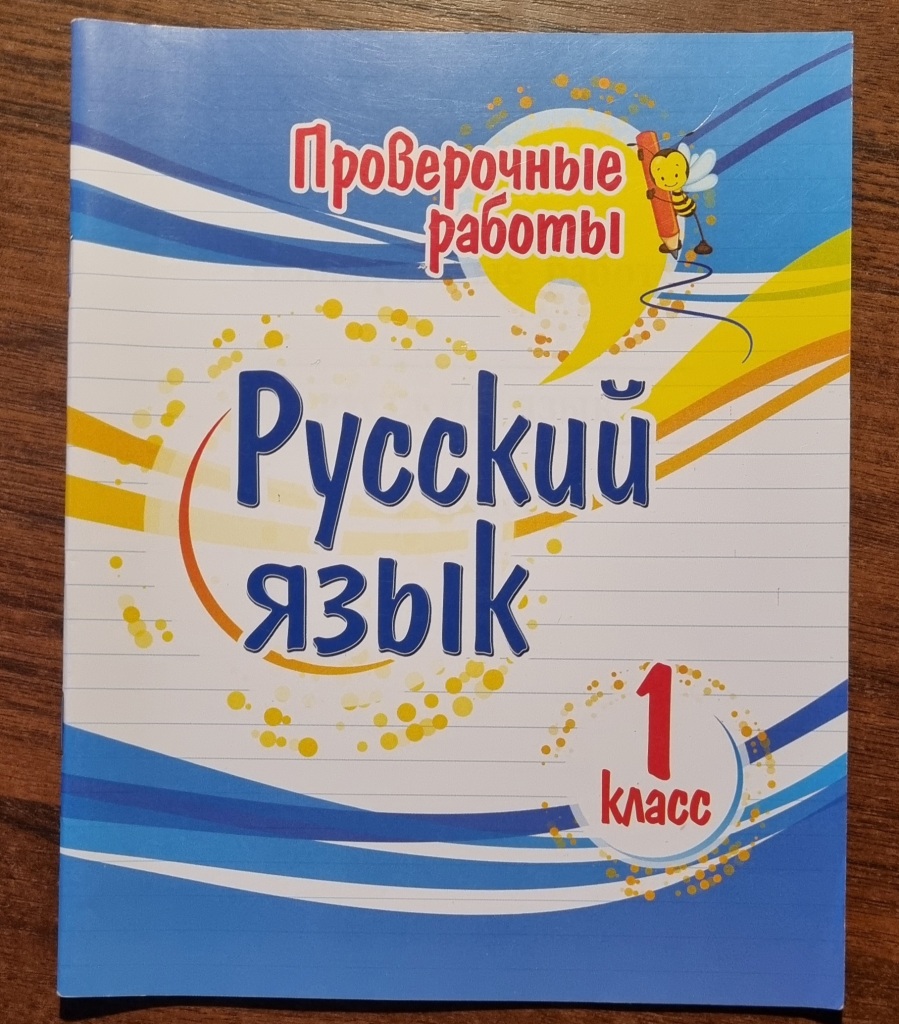 Проверочные
работы
Русский
язык
1
класс